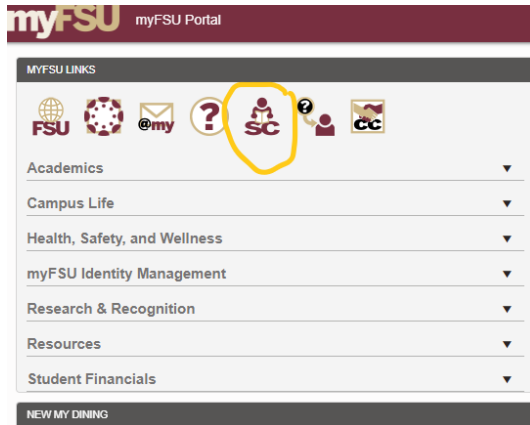 myFSU myFSU Portal
MYFSU LINKS
FSU @my ? SC ? CC
Academics
Campus Life
Health, Safety, and Wellness
myFSU Identity Management
Research & Recognition
Resources
Student Financials
NEW MY DINING